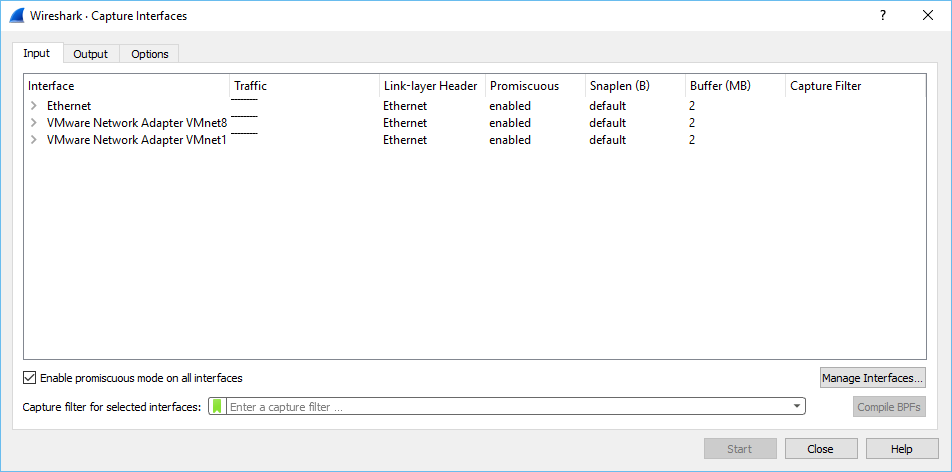 Wireshark · Capture Interfaces ?
Input Output Options
Interface Traffic Link-layer Header Promiscuous Snaplen (B) Buffer (MB) Capture Filter
Ethernet Ethernet enabled default 2
VMware Network Adapter VMnet8 Ethernet enabled default 2
VMware Network Adapter VMnet1 Ethernet enabled default 2
Enable promiscuous mode on all interfaces Manage Interfaces...
Capture filter for selected interfaces: Enter a capture filter ... Compile BPFs
Start Close Help